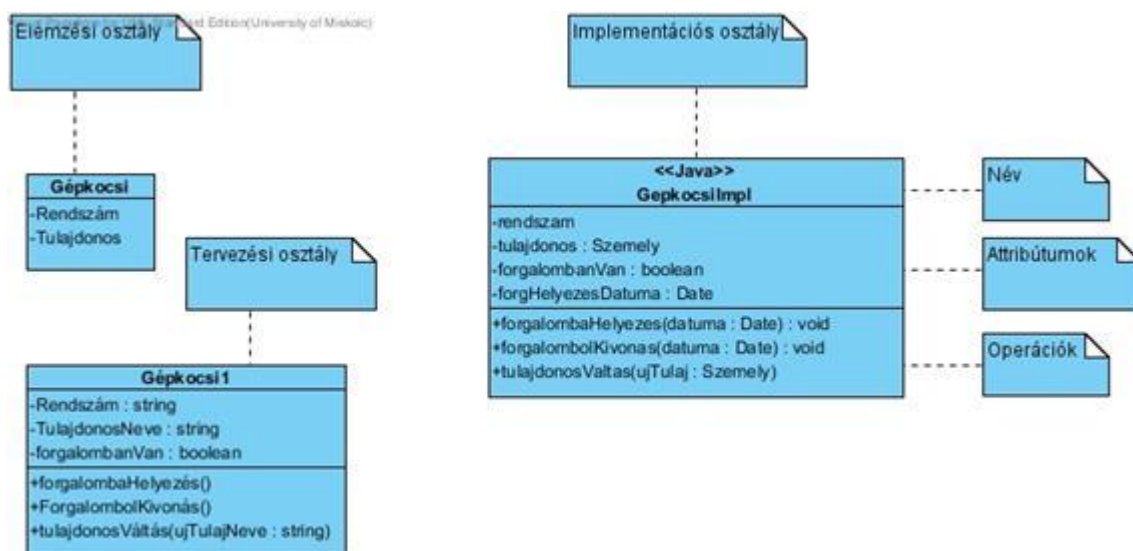 Edition(University of Miskolc)
Elemzési osztály
Gépkocsi
-Rendszám
-Tulajdonos
Tervezési osztály
Gépkocsi1
-Rendszám : string
-TulajdonosNeve : string
-forgalombanVan : boolean
+forgalombaHelyezés()
+ForgalombolKivonás()
+tulajdonosVáltás(ujTulajNeve : string)
Implementációs osztály
<<Java>>
GepkocsiImpl
-rendszam
-tulajdonos : Szemely
-forgalombanVan : boolean
-forgHelyezesDatuma : Date
+forgalombaHelyezes(datuma : Date) : void
+forgalombolKivonas(datuma : Date) : void
+tulajdonosValtas(ujTulaj : Szemely)
Név
Attribútumok
Operációk